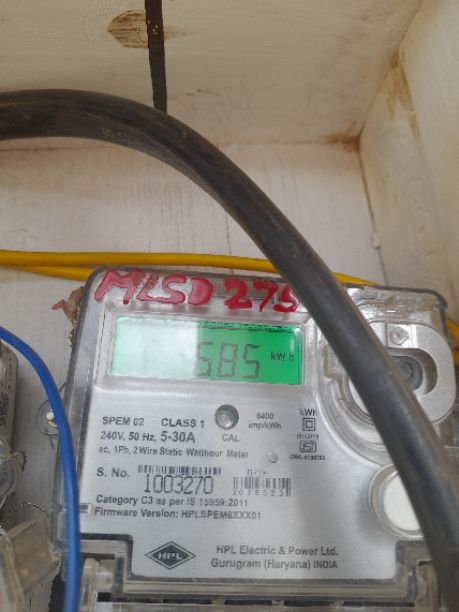 MLSD 275
585 kWh
SPEM 02 CLASS 1
240V, 50 Hz, 5-30A
6400 imp/kWh
CAL
kWh
ac, 1Ph, 2 Wire Static Watthour Meter
S. No. 1003270
Category C3 as per IS 15959:2011
Firmware Version: HPLSPEM6XXX01
HPL
HPL Electric & Power Ltd.
Gurugram (Haryana) INDIA